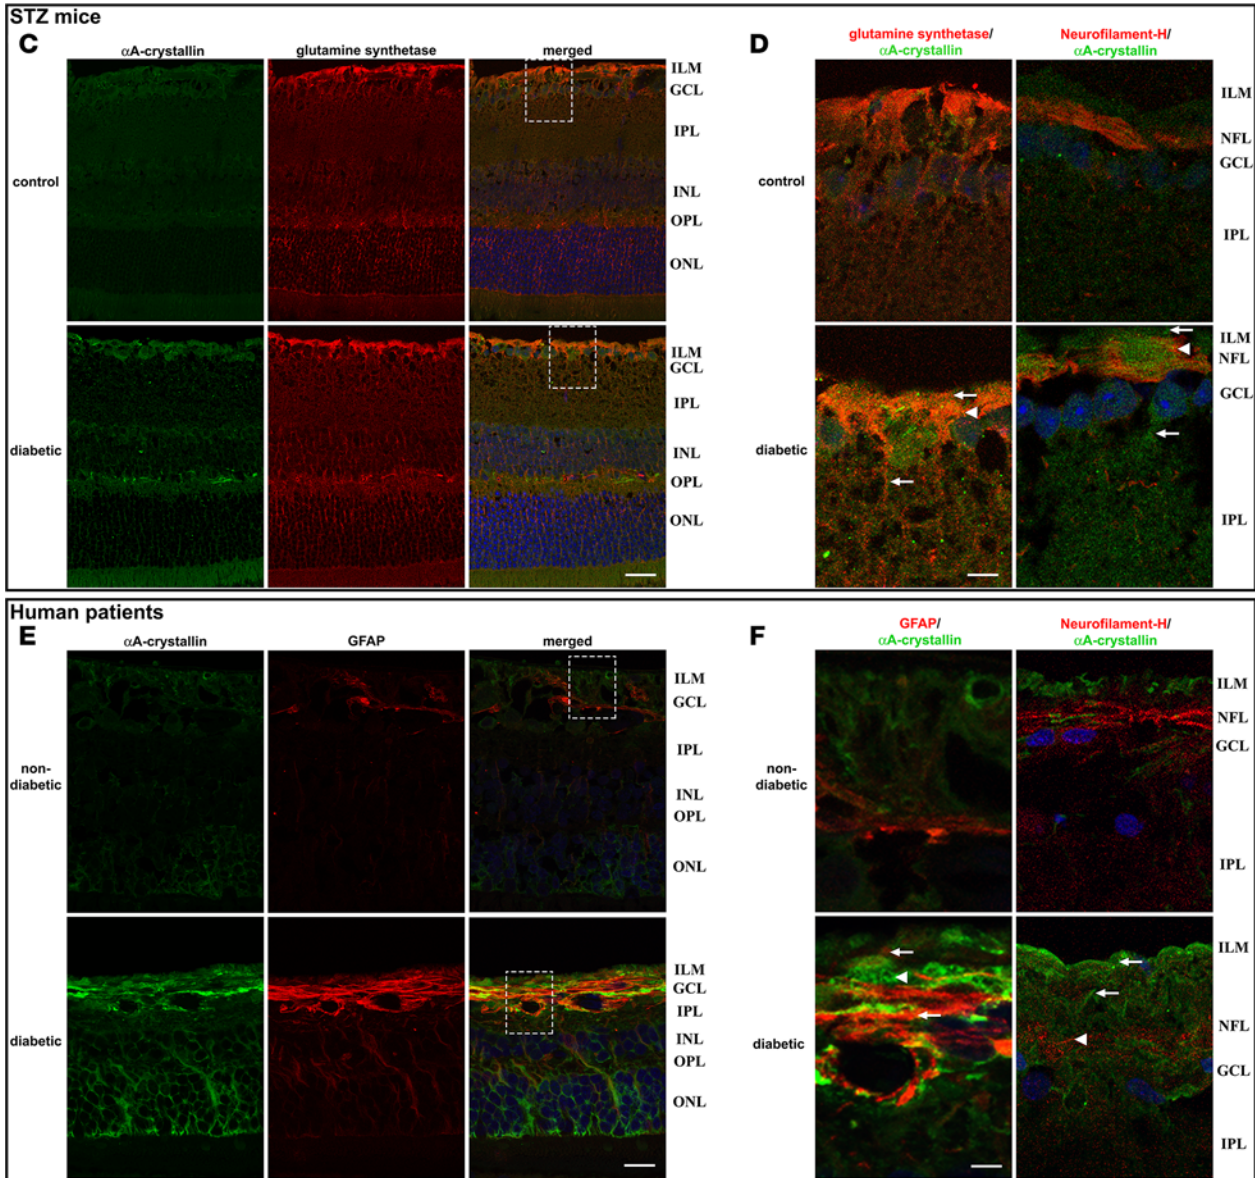 STZ mice
C
αA-crystallin
glutamine synthetase
merged
control
ILM
GCL
IPL
INL
OPL
ONL
diabetic
ILM
GCL
IPL
INL
OPL
ONL
D
glutamine synthetase/
αA-crystallin
Neurofilament-H/
αA-crystallin
control
ILM
NFL
GCL
IPL
diabetic
ILM
NFL
GCL
IPL
Human patients
E
αA-crystallin
GFAP
merged
non-
diabetic
ILM
GCL
IPL
INL
OPL
ONL
diabetic
ILM
GCL
IPL
INL
OPL
ONL
F
GFAP/
αA-crystallin
Neurofilament-H/
αA-crystallin
non-
diabetic
ILM
NFL
GCL
IPL
diabetic
ILM
NFL
GCL
IPL